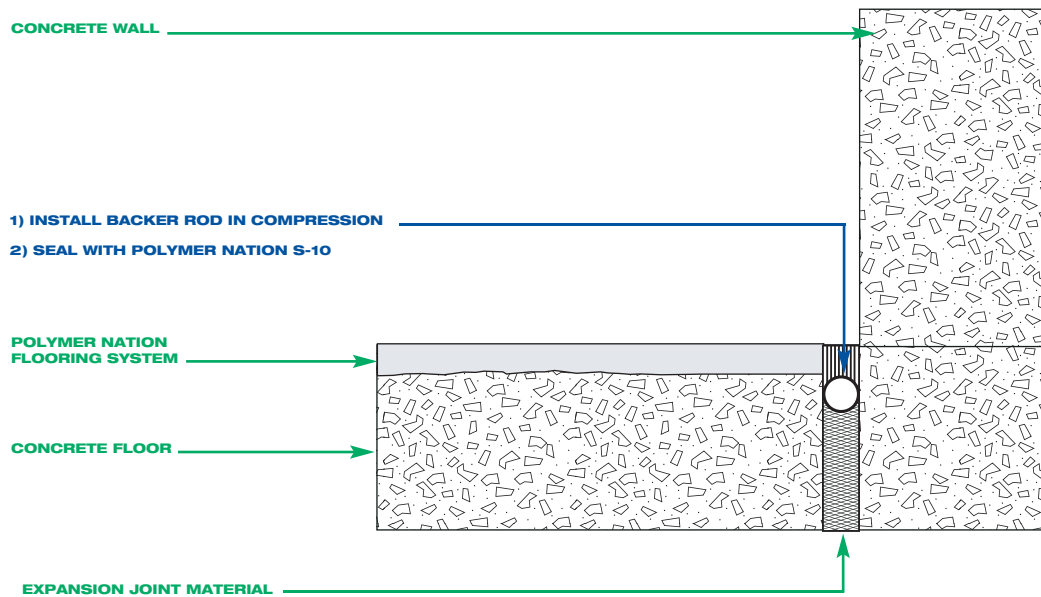 CONCRETE WALL
1) INSTALL BACKER ROD IN COMPRESSION
2) SEAL WITH POLYMER NATION S-10
POLYMER NATION
FLOORING SYSTEM
CONCRETE FLOOR
EXPANSION JOINT MATERIAL